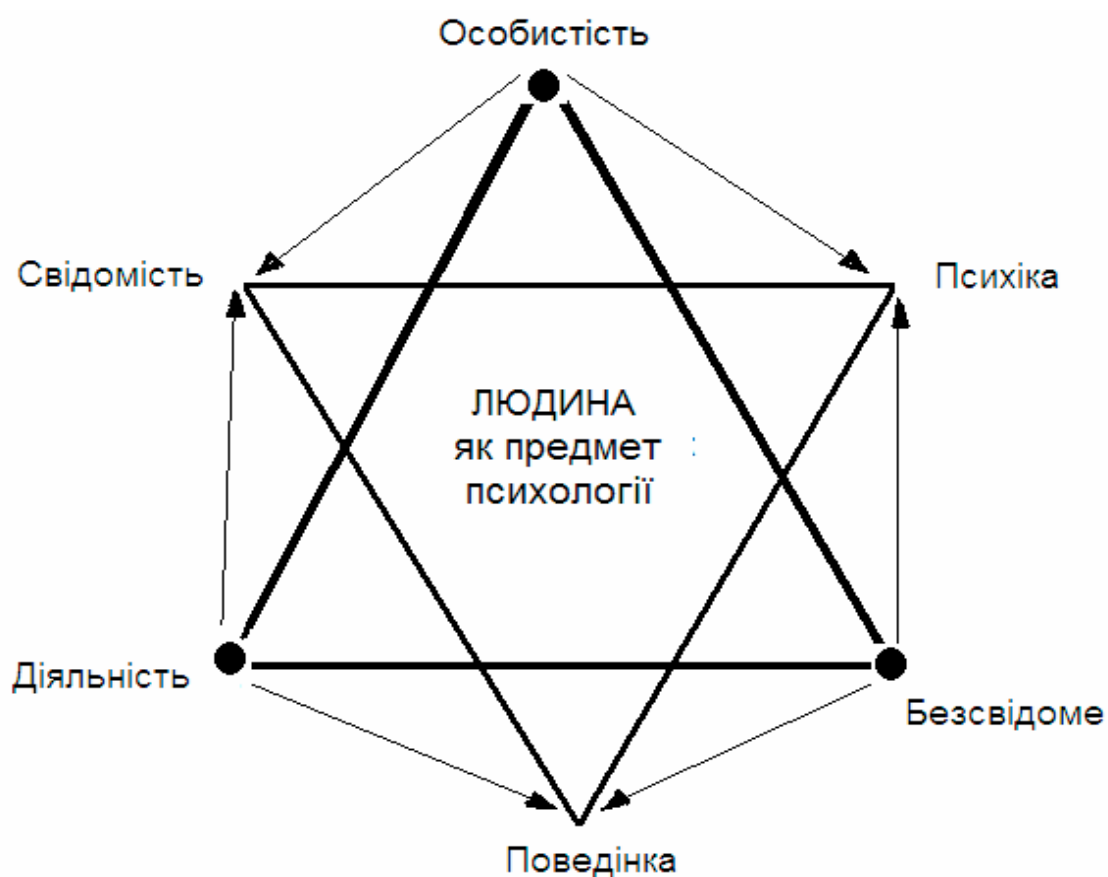 Особистість
Свідомість
Психіка
ЛЮДИНА
як предмет :
психології
Діяльність
Безсвідоме
Поведінка